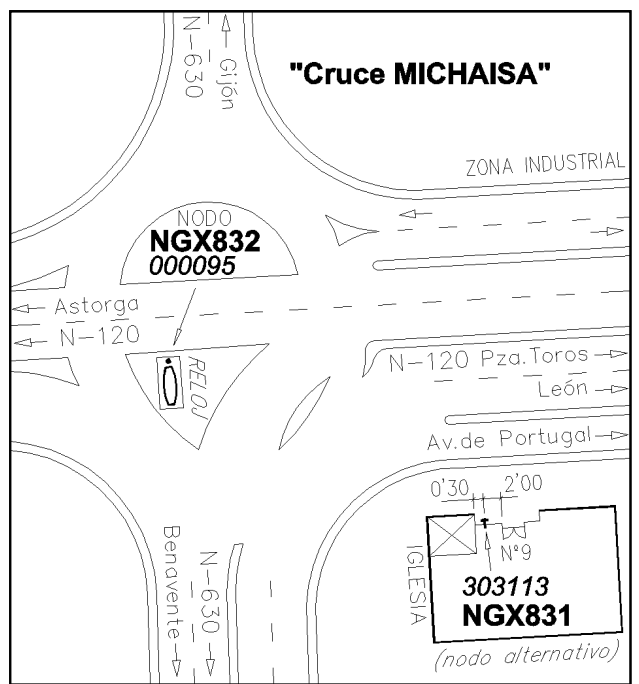 "Cruce MICHAISA"
Gijón
N-630
ZONA INDUSTRIAL
NODO
NGX832
000095
Astorga
N-120
RELOJ
N-120 Pza.Toros
León
Av.de Portugal
0'30 2'00
Nº9
IGLESIA
303113
NGX831
(nodo alternativo)
Benavente
N-630